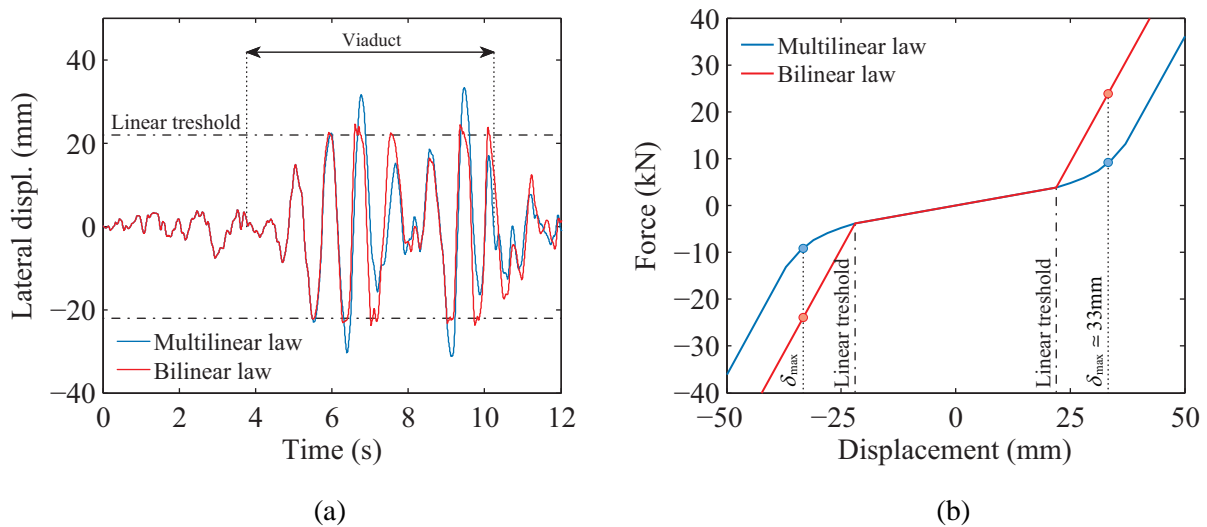 Viaduct
Linear treshold
Multilinear law
Bilinear law
40
20
0
−20
−40
0 2 4 6 8 10 12
Lateral displ. (mm)
Time (s)
(a)
Multilinear law
Bilinear law
40
30
20
10
0
−10
−20
−30
−40
−50 −25 0 25 50
Force (kN)
δmax
Linear treshold
Linear treshold
δmax ≃ 33mm
Displacement (mm)
(b)